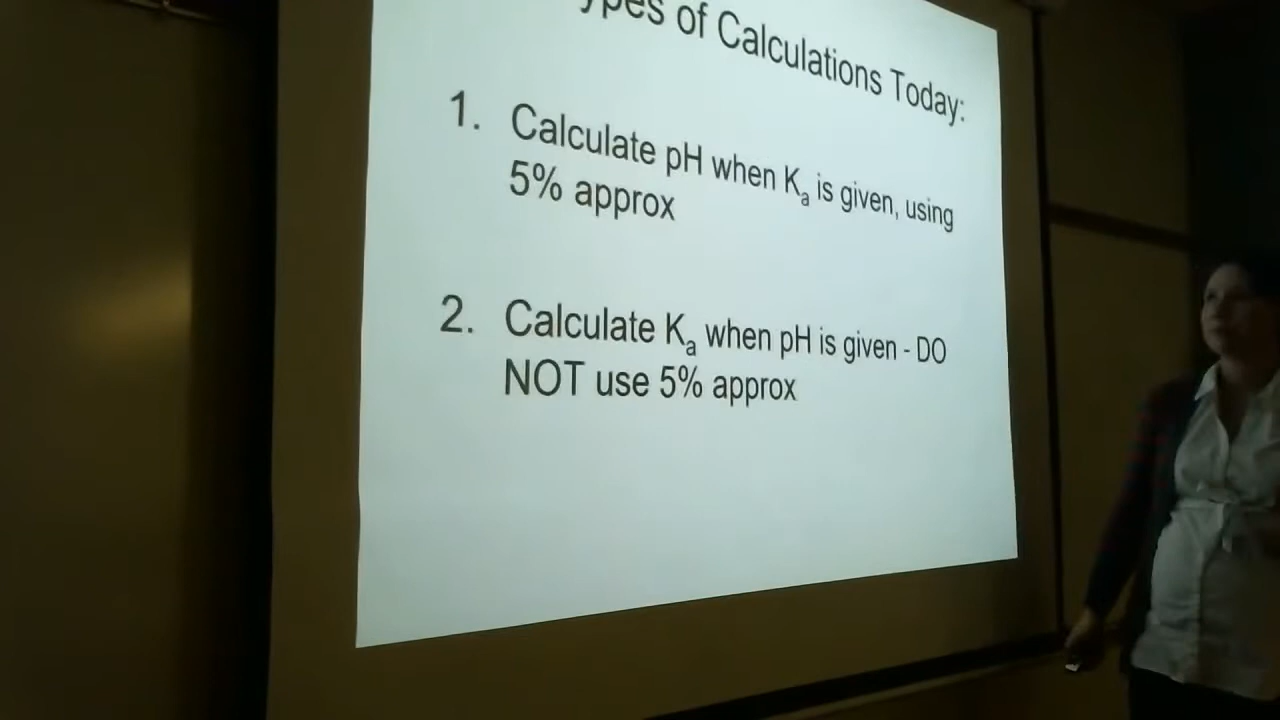 ypes of Calculations Today:
1. Calculate pH when Ka is given, using
5% approx
2. Calculate Ka when pH is given - DO
NOT use 5% approx